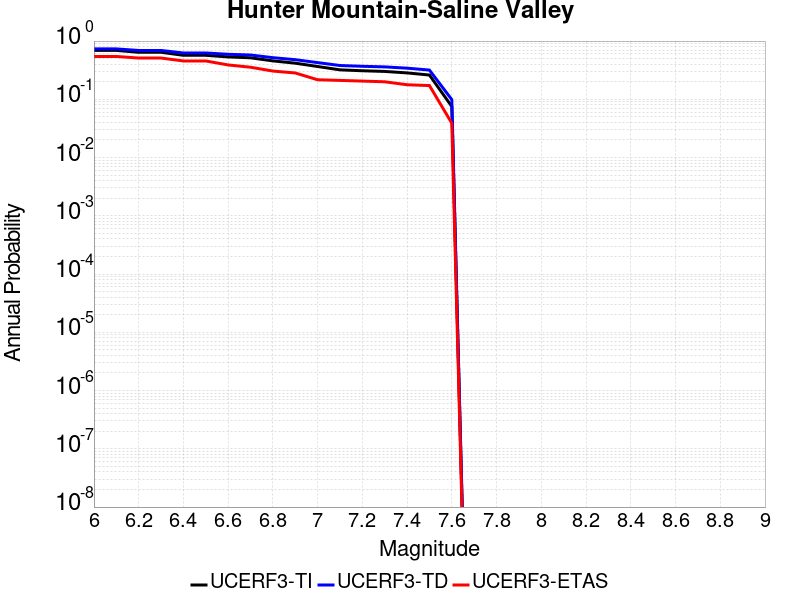 Hunter Mountain-Saline Valley
10^0
10^-1
10^-2
10^-3
10^-4
10^-5
10^-6
10^-7
10^-8
Annual Probability
6 6.2 6.4 6.6 6.8 7 7.2 7.4 7.6 7.8 8 8.2 8.4 8.6 8.8 9
Magnitude
UCERF3-TI UCERF3-TD UCERF3-ETAS